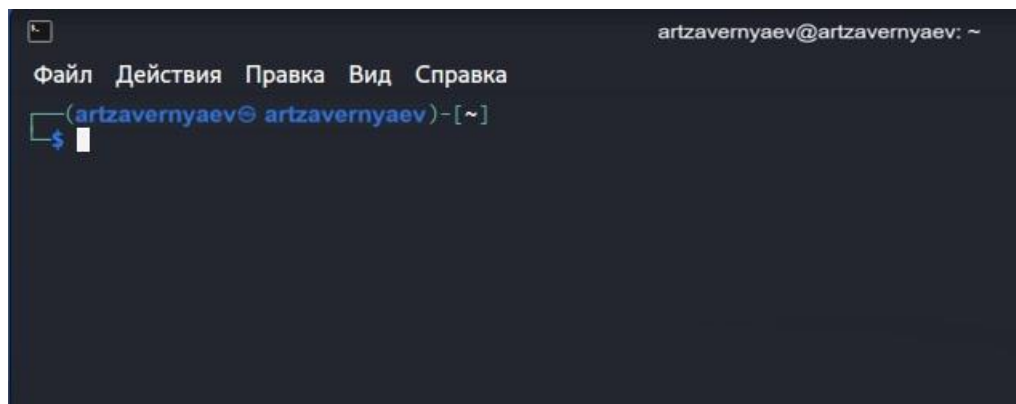 artzavernyaev@artzavernyaev: ~
Файл Действия Правка Вид Справка
┌──(artzavernyaev㉿ artzavernyaev)-[~]
└─$